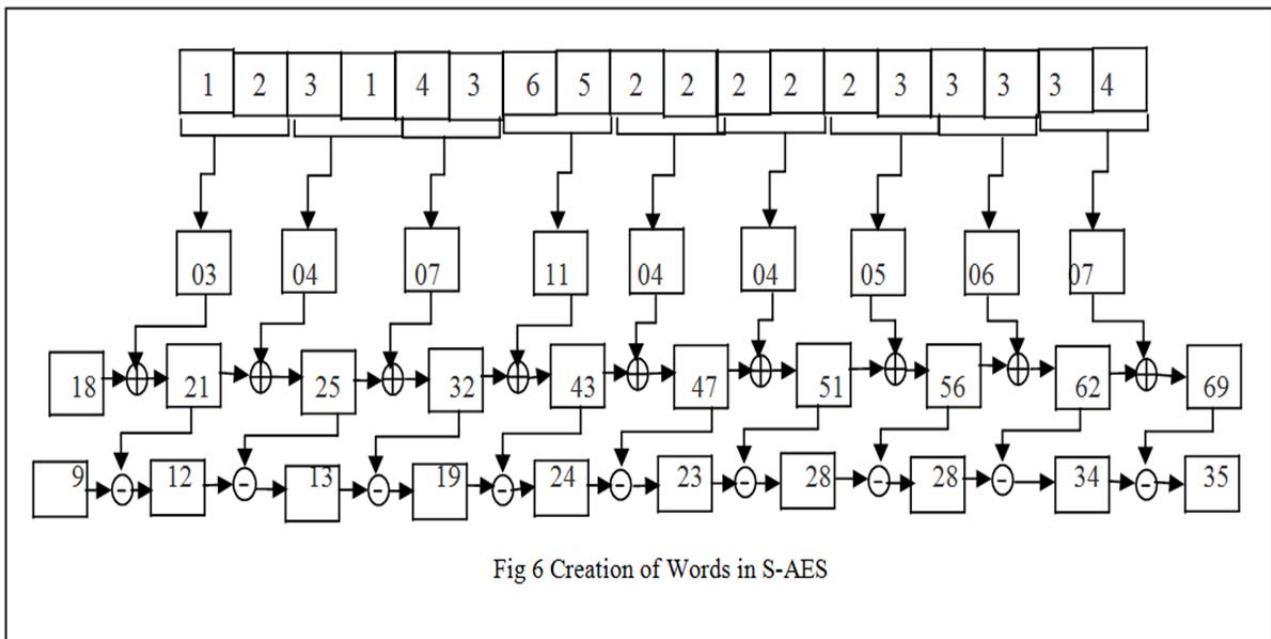 1 2 3 1 4 3 6 5 2 2 2 2 2 3 3 3 3 4
03 04 07 11 04 04 05 06 07
18 21 25 32 43 47 51 56 62 69
9 - 12 - 13 - 19 - 24 - 23 - 28 - 28 - 34 - 35
Fig 6 Creation of Words in S-AES